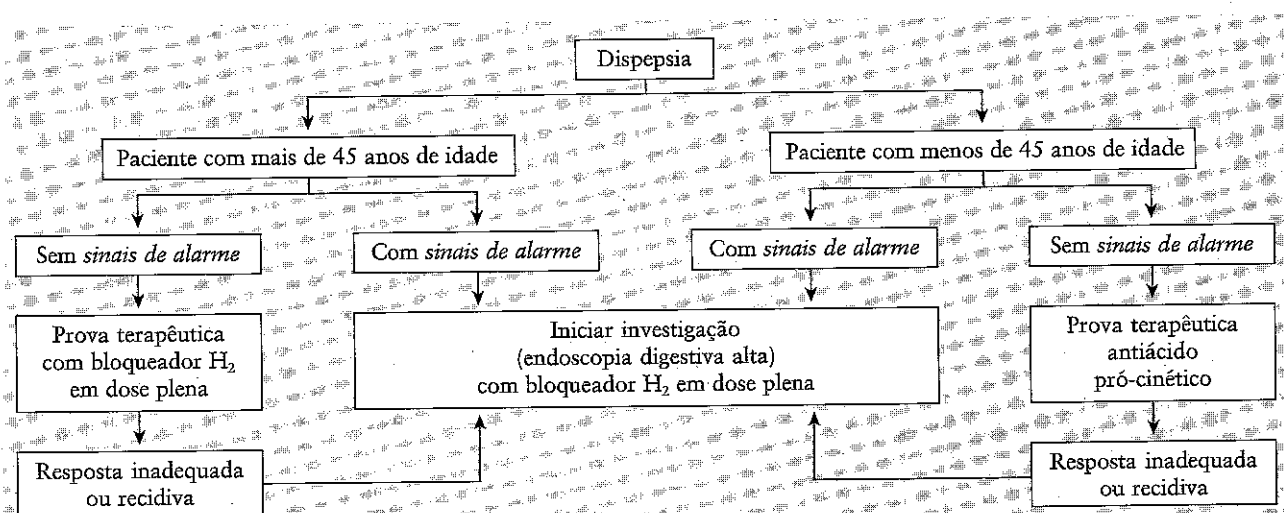 Dispepsia
Paciente com mais de 45 anos de idade
Paciente com menos de 45 anos de idade
Sem sinais de alarme
Com sinais de alarme
Com sinais de alarme
Sem sinais de alarme
Prova terapêutica
com bloqueador H₂
em dose plena
Iniciar investigação
(endoscopia digestiva alta)
com bloqueador H₂ em dose plena
Prova terapêutica
antiácido
pró-cinético
Resposta inadequada
ou recidiva
Resposta inadequada
ou recidiva